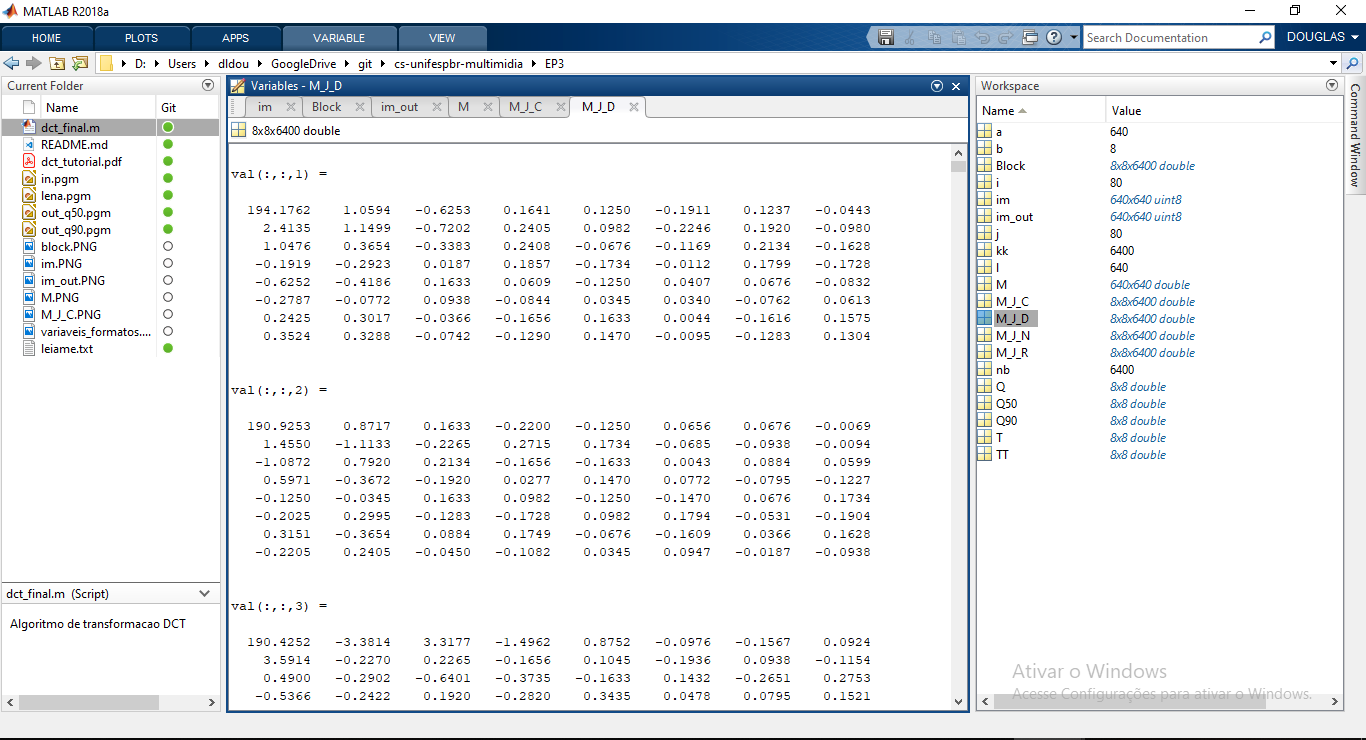 MATLAB R2018a
HOME PLOTS APPS VARIABLE VIEW Search Documentation DOUGLAS
D: Users dldou GoogleDrive git cs-unifespbr-multimidia EP3
Current Folder
Name Git
dct_final.m
README.md
dct_tutorial.pdf
in.pgm
lena.pgm
out_q50.pgm
out_q90.pgm
block.PNG
im.PNG
im_out.PNG
M.PNG
M_J_C.PNG
variaveis_formatos....
leiame.txt
dct_final.m (Script)
Algoritmo de transformacao DCT
Variables - M_J_D
im Block im_out M M_J_C M_J_D
8x8x6400 double
val(:,:,1) =
194.1762 1.0594 -0.6253 0.1641 0.1250 -0.1911 0.1237 -0.0443
2.4135 1.1499 -0.7202 0.2405 0.0982 -0.2246 0.1920 -0.0980
1.0476 0.3654 -0.3383 0.2408 -0.0676 -0.1169 0.2134 -0.1628
-0.1919 -0.2923 0.0187 0.1857 -0.1734 -0.0112 0.1799 -0.1728
-0.6252 -0.4186 0.1633 0.0609 -0.1250 0.0407 0.0676 -0.0832
-0.2787 -0.0772 0.0938 -0.0844 0.0345 0.0340 -0.0762 0.0613
0.2425 0.3017 -0.0366 -0.1656 0.1633 0.0044 -0.1616 0.1575
0.3524 0.3288 -0.0742 -0.1290 0.1470 -0.0095 -0.1283 0.1304
val(:,:,2) =
190.9253 0.8717 0.1633 -0.2200 -0.1250 0.0656 0.0676 -0.0069
1.4550 -1.1133 -0.2265 0.2715 0.1734 -0.0685 -0.0938 -0.0094
-1.0872 0.7920 0.2134 -0.1656 -0.1633 0.0043 0.0884 0.0599
0.5971 -0.3672 -0.1920 0.0277 0.1470 0.0772 -0.0795 -0.1227
-0.1250 -0.0345 0.1633 0.0982 -0.1250 -0.1470 0.0676 0.1734
-0.2025 0.2995 -0.1283 -0.1728 0.0982 0.1794 -0.0531 -0.1904
0.3151 -0.3654 0.0884 0.1749 -0.0676 -0.1609 0.0366 0.1628
-0.2205 0.2405 -0.0450 -0.1082 0.0345 0.0947 -0.0187 -0.0938
val(:,:,3) =
190.4252 -3.3814 3.3177 -1.4962 0.8752 -0.0976 -0.1567 0.0924
3.5914 -0.2270 0.2265 -0.1656 0.1045 -0.1936 0.0938 -0.1154
0.4900 -0.2902 -0.6401 -0.3735 -0.1633 0.1432 -0.2651 0.2753
-0.5366 -0.2422 0.1920 -0.2820 0.3435 0.0478 0.0795 0.1521
Workspace
Name Value
a 640
b 8
Block 8x8x6400 double
i 80
im 640x640 uint8
im_out 640x640 uint8
j 80
kk 6400
l 640
M 640x640 double
M_J_C 8x8x6400 double
M_J_D 8x8x6400 double
M_J_N 8x8x6400 double
M_J_R 8x8x6400 double
nb 6400
Q 8x8 double
Q50 8x8 double
Q90 8x8 double
T 8x8 double
TT 8x8 double
Command Window
Ativar o Windows
Acesse Configurações para ativar o Windows.